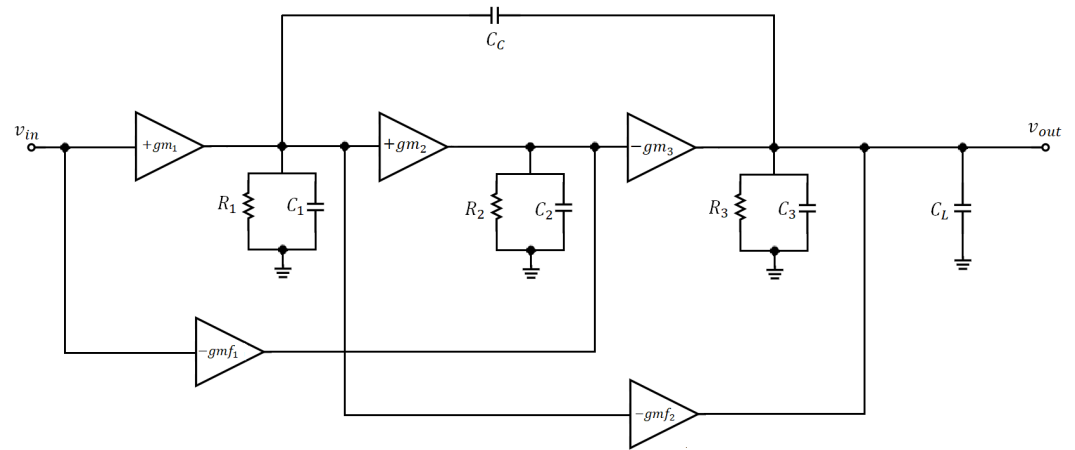 C_C
v_in
+gm_1
+gm_2
−gm_3
v_out
R_1
C_1
R_2
C_2
R_3
C_3
C_L
−gmf_1
−gmf_2